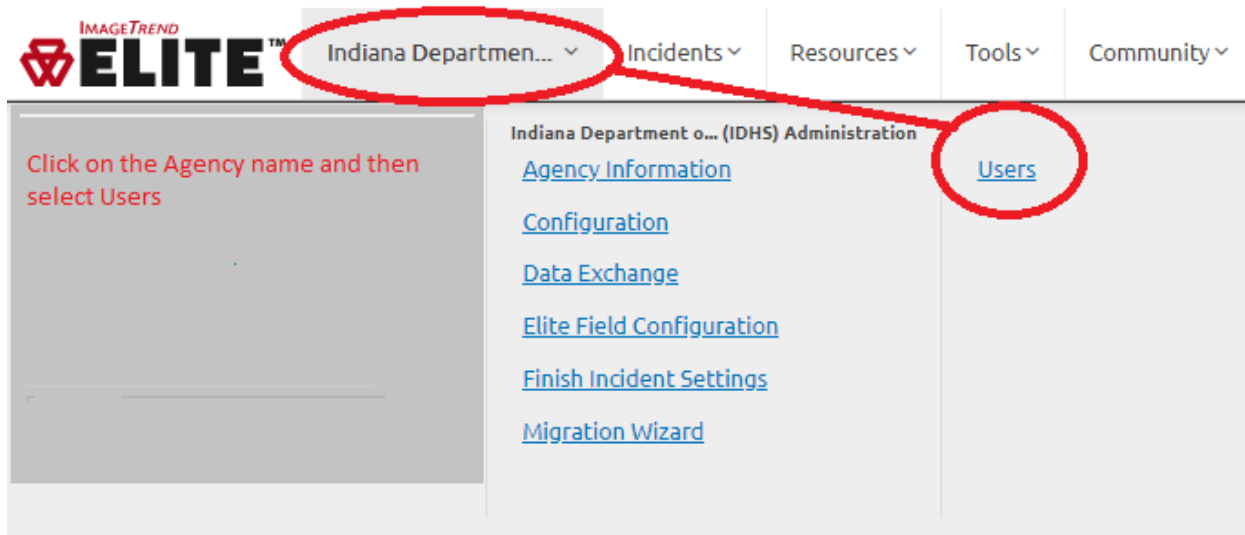 IMAGETREND
ELITE™
Indiana Departmen... Incidents Resources Tools Community
Click on the Agency name and then
select Users
Indiana Department o... (IDHS) Administration
Agency Information
Users
Configuration
Data Exchange
Elite Field Configuration
Finish Incident Settings
Migration Wizard